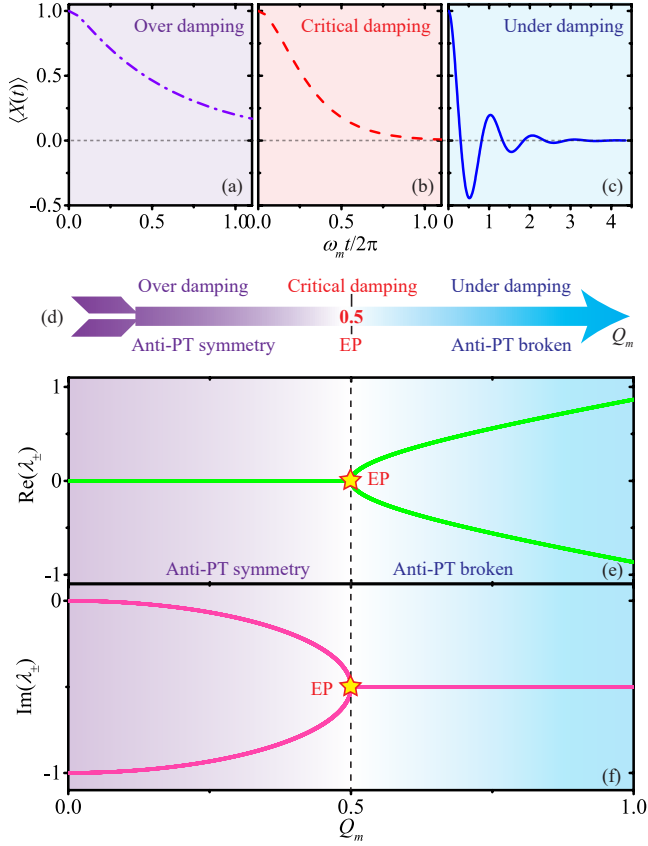 Over damping
Critical damping
Under damping
1.0
0.5
0.0
-0.5
⟨X(t)⟩
(a)
(b)
(c)
0.0 0.5 1.0
0.0 0.5 1.0
0 1 2 3 4
ω_m t/2π
Over damping
Critical damping
Under damping
(d)
0.5
Q_m
Anti-PT symmetry
EP
Anti-PT broken
1
0
-1
Re(λ_±)
EP
Anti-PT symmetry
Anti-PT broken
(e)
0
-1
Im(λ_±)
EP
(f)
0.0 0.5 1.0
Q_m